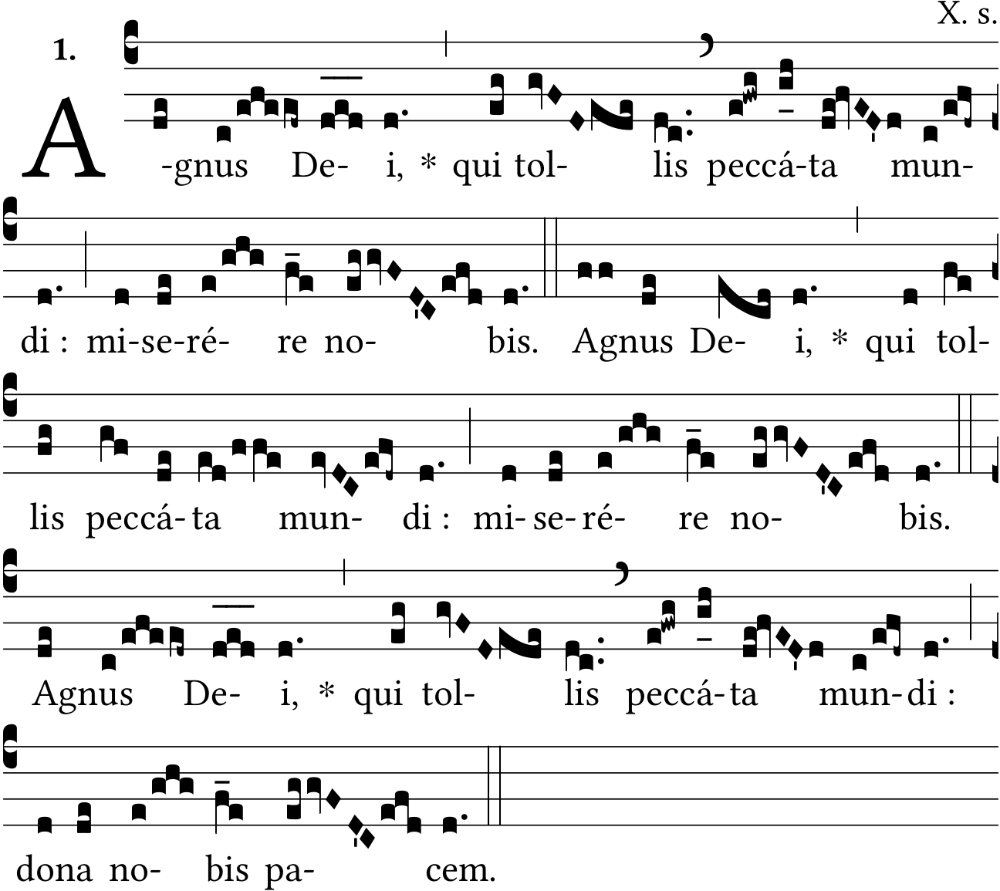 X. s.
1.
A-gnus De- i, * qui tol- lis peccá-ta mun-
di : mi-se-ré- re no- bis. Agnus De- i, * qui tol-
lis peccá-ta mun- di : mi-se-ré- re no- bis.
Agnus De- i, * qui tol- lis peccá-ta mun-di :
dona no- bis pa- cem.